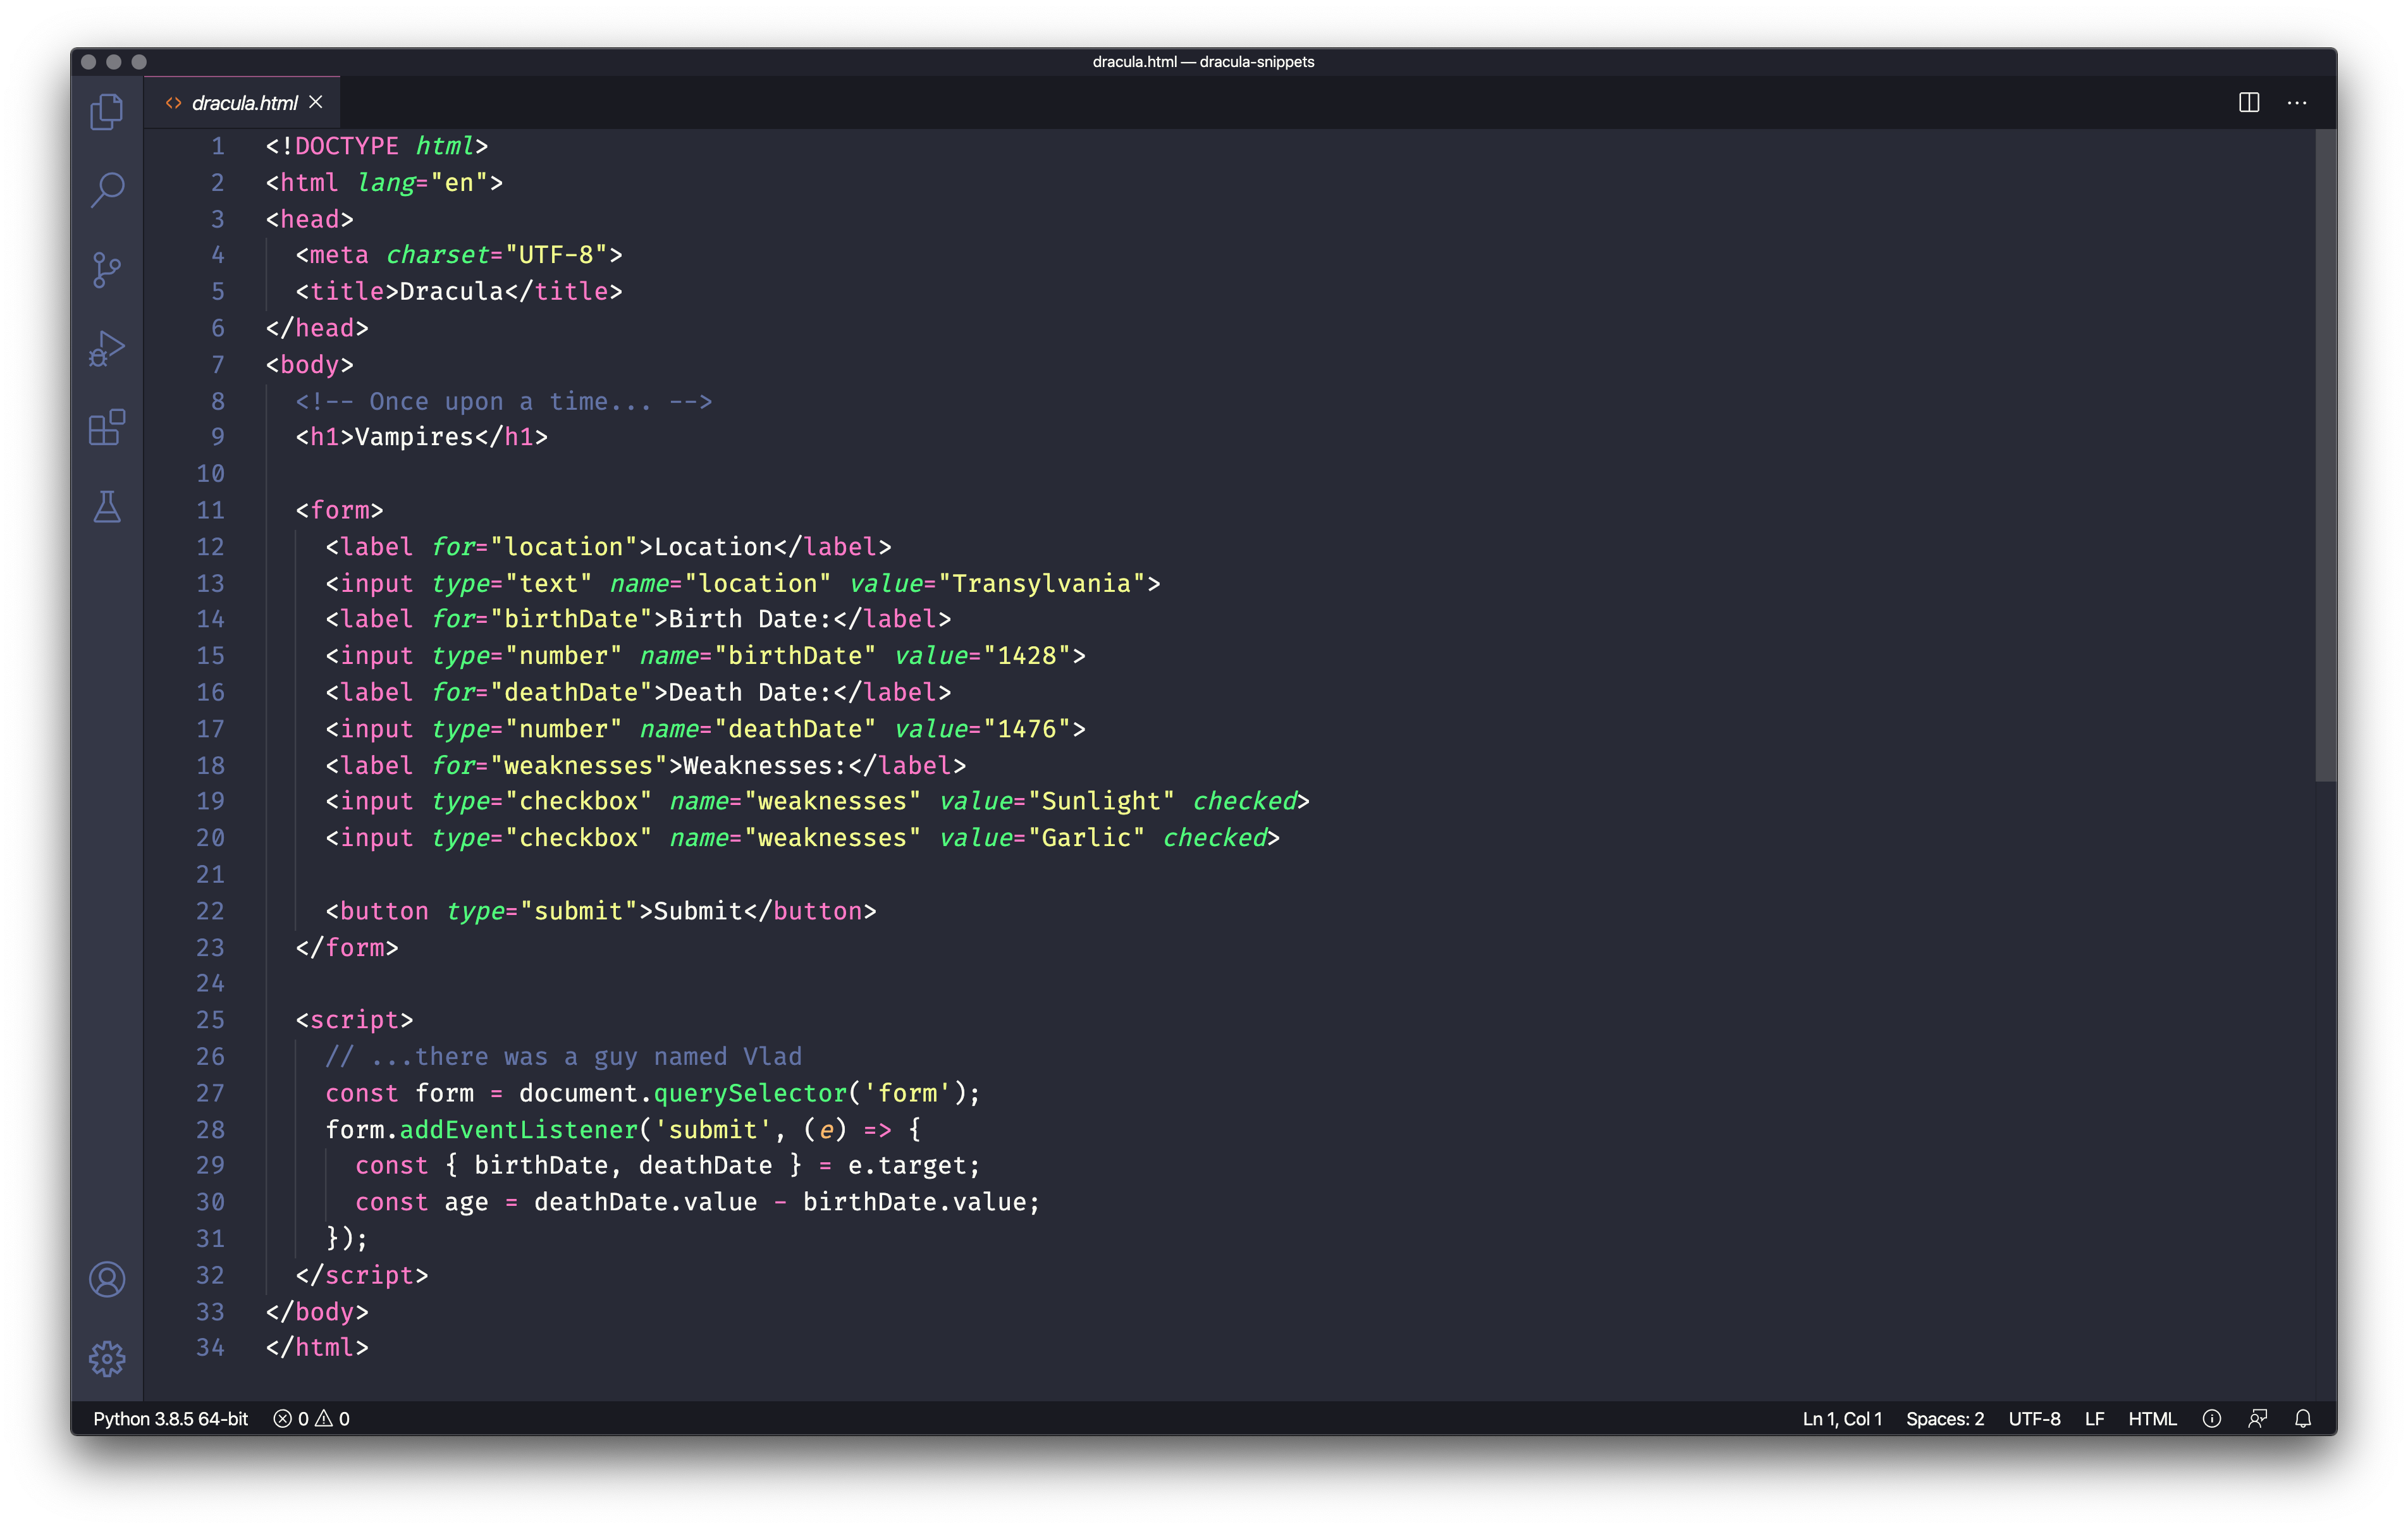 dracula.html — dracula-snippets
dracula.html
1 <!DOCTYPE html>
2 <html lang="en">
3 <head>
4   <meta charset="UTF-8">
5   <title>Dracula</title>
6 </head>
7 <body>
8   <!-- Once upon a time... -->
9   <h1>Vampires</h1>
10
11   <form>
12     <label for="location">Location</label>
13     <input type="text" name="location" value="Transylvania">
14     <label for="birthDate">Birth Date:</label>
15     <input type="number" name="birthDate" value="1428">
16     <label for="deathDate">Death Date:</label>
17     <input type="number" name="deathDate" value="1476">
18     <label for="weaknesses">Weaknesses:</label>
19     <input type="checkbox" name="weaknesses" value="Sunlight" checked>
20     <input type="checkbox" name="weaknesses" value="Garlic" checked>
21
22     <button type="submit">Submit</button>
23   </form>
24
25   <script>
26     // ...there was a guy named Vlad
27     const form = document.querySelector('form');
28     form.addEventListener('submit', (e) => {
29       const { birthDate, deathDate } = e.target;
30       const age = deathDate.value - birthDate.value;
31     });
32   </script>
33 </body>
34 </html>
Python 3.8.5 64-bit 0 0 Ln 1, Col 1 Spaces: 2 UTF-8 LF HTML